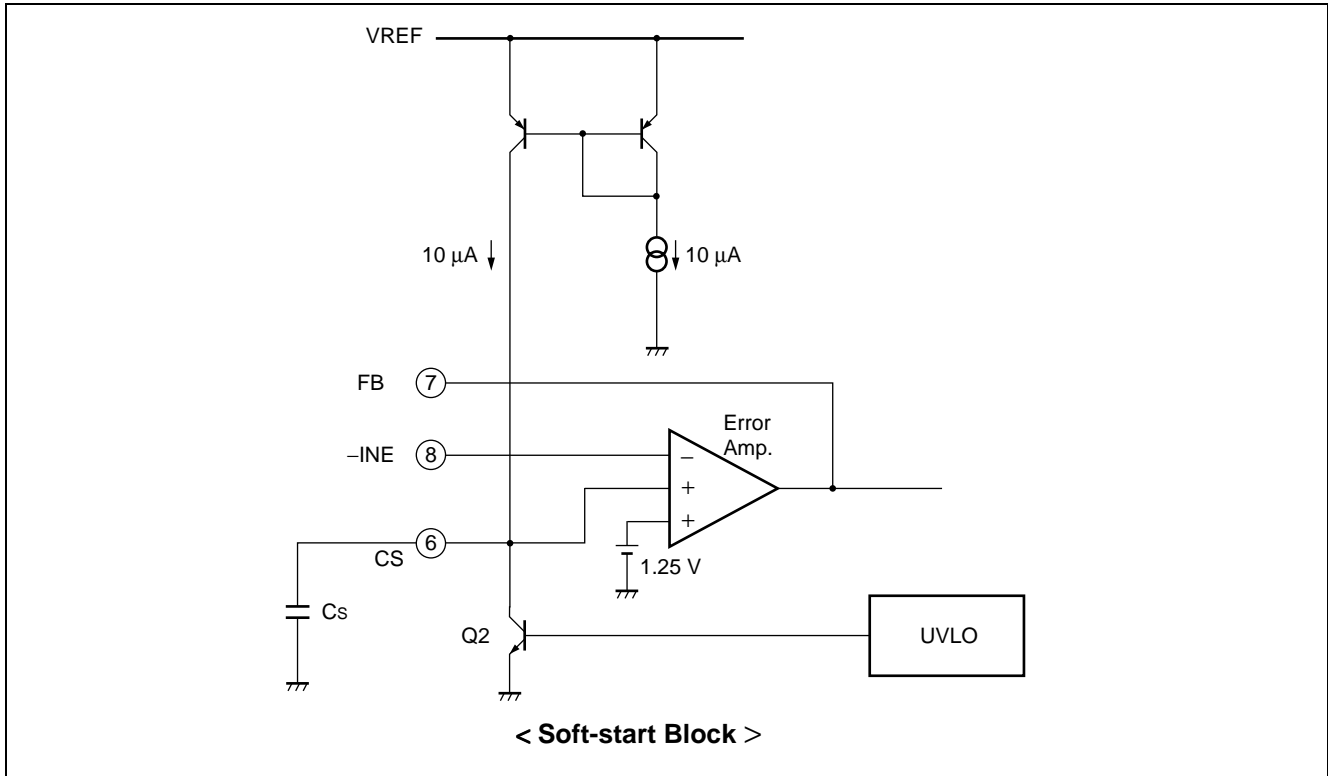 VREF
10 μA
10 μA
FB
7
Error
Amp.
−INE
8
−
+
+
CS
6
1.25 V
Cs
Q2
UVLO
< Soft-start Block >